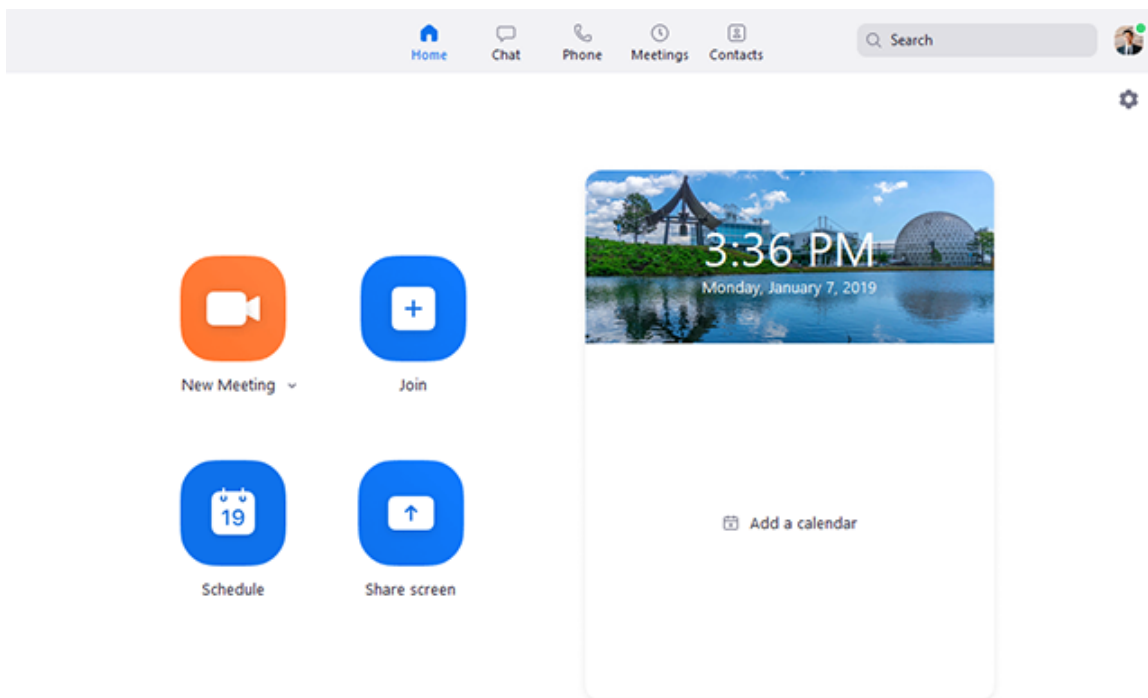 Home Chat Phone Meetings Contacts Search
3:36 PM
Monday, January 7, 2019
New Meeting Join
19
Schedule Share screen
Add a calendar